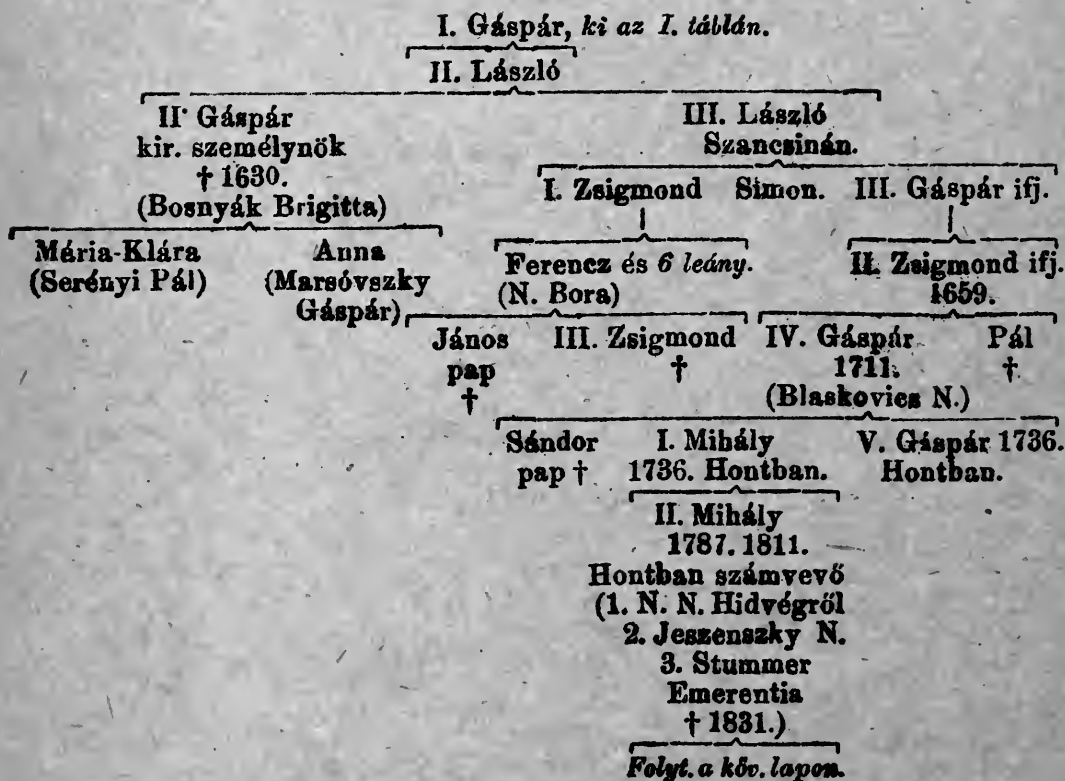 I. Gáspár, ki az I. táblán.
II. László
II· Gáspár
kir. személynök
† 1630.
(Bosnyák Brigitta)
III. László
Szancsinán.
I. Zsigmond Simon. III. Gáspár ifj.
Mária-Klára
(Serényi Pál)
Anna
(Marsóvszky
Gáspár)
Ferencz és 6 leány.
(N. Bora)
II. Zsigmond ifj.
1659.
János
pap
†
III. Zsigmond
†
IV. Gáspár
1711.
(Blaskovics N.)
Pál
†.
Sándor
pap †.
I. Mihály
1736. Hontban.
V. Gáspár 1736.
Hontban.
II. Mihály
1787. 1811.
Hontban számvevő
(1. N. N. Hidvégről
2. Jeszenszky N.
3. Stummer
Emerentia
† 1831.)
Folyt. a köv. lapon.